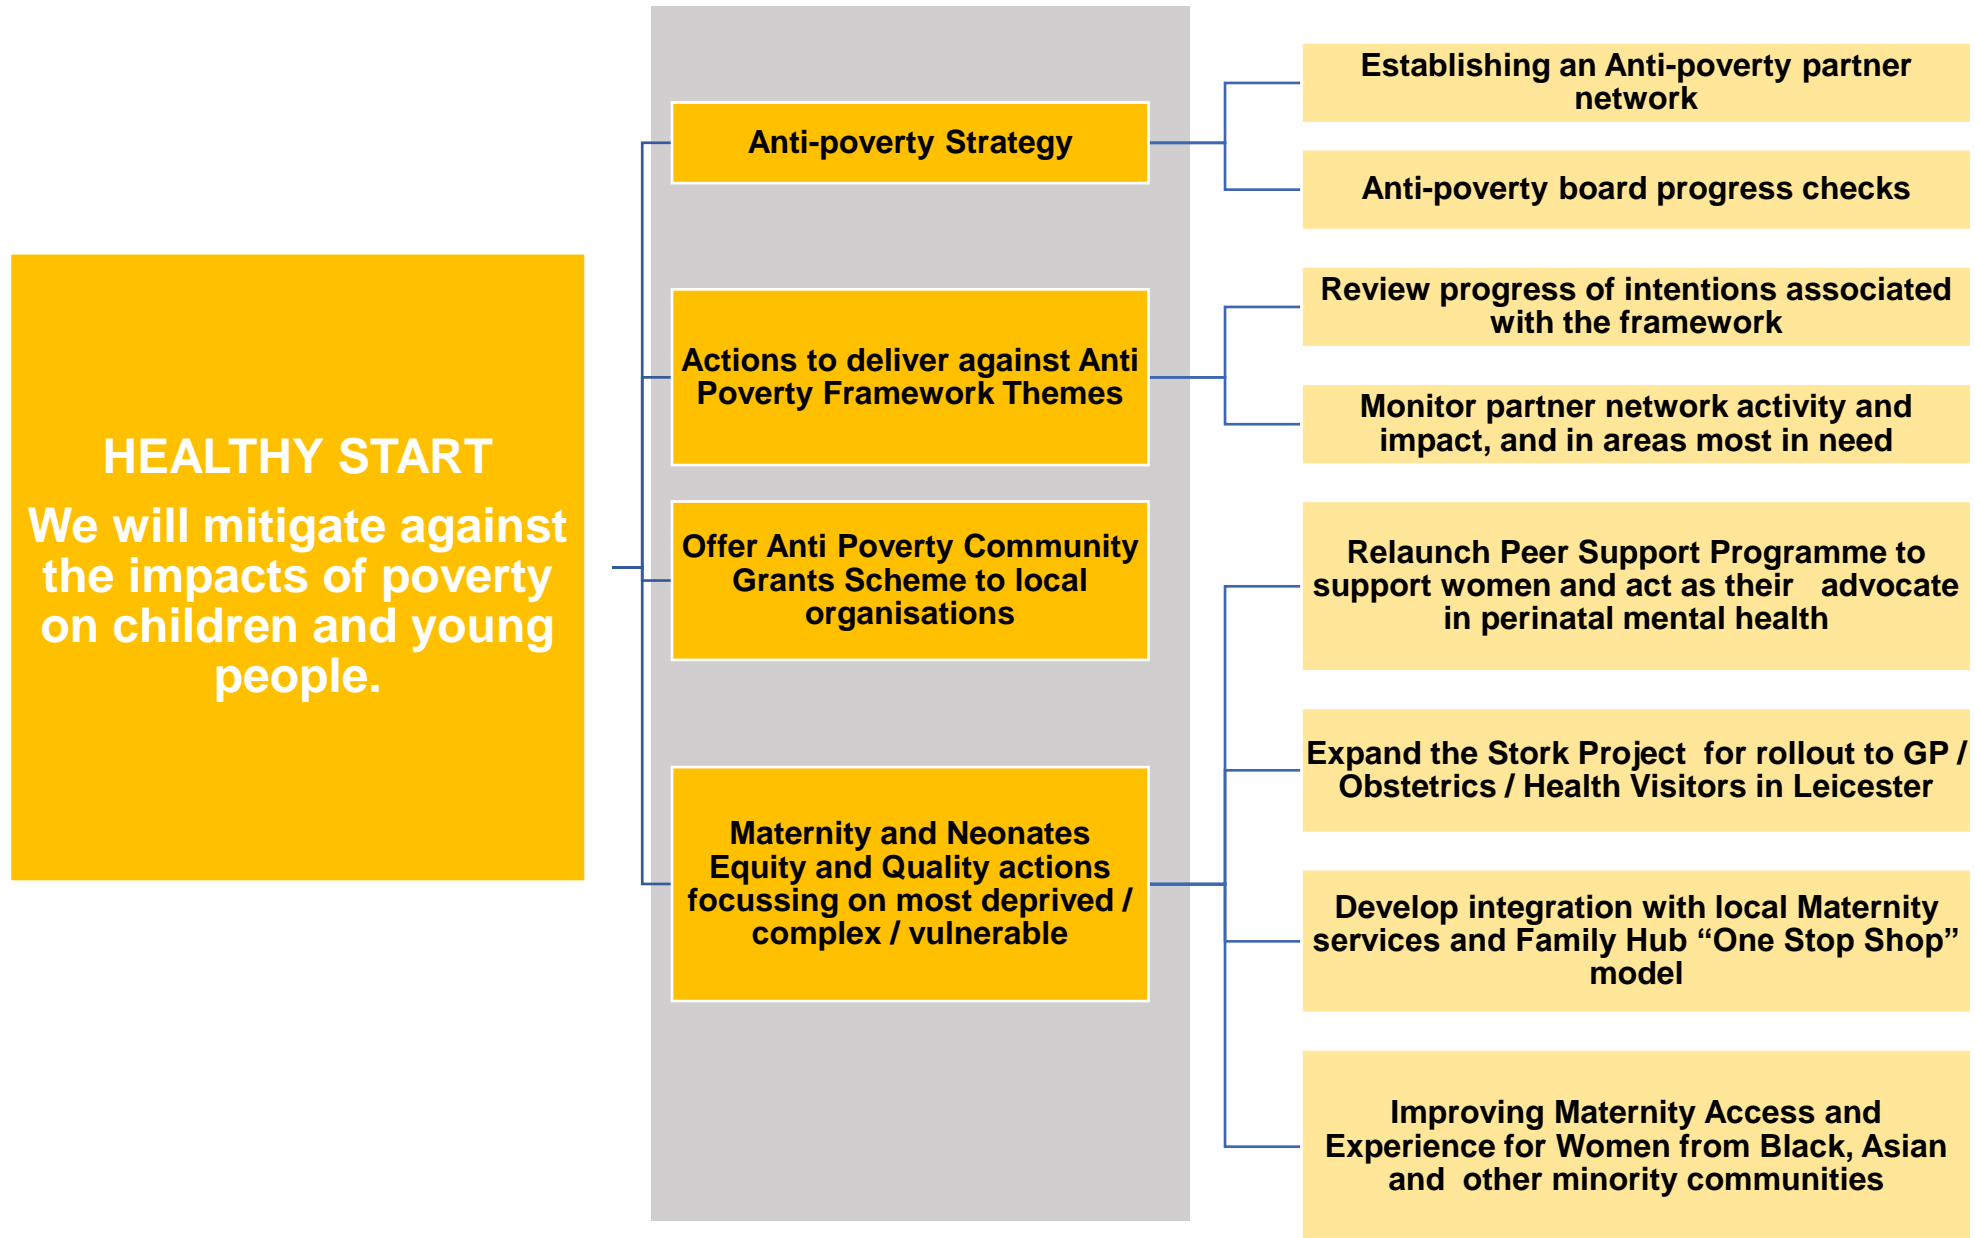 HEALTHY START
We will mitigate against
the impacts of poverty
on children and young
people.
Anti-poverty Strategy
Establishing an Anti-poverty partner
network
Anti-poverty board progress checks
Actions to deliver against Anti
Poverty Framework Themes
Review progress of intentions associated
with the framework
Monitor partner network activity and
impact, and in areas most in need
Offer Anti Poverty Community
Grants Scheme to local
organisations
Maternity and Neonates
Equity and Quality actions
focussing on most deprived /
complex / vulnerable
Relaunch Peer Support Programme to
support women and act as their   advocate
in perinatal mental health
Expand the Stork Project  for rollout to GP /
Obstetrics / Health Visitors in Leicester
Develop integration with local Maternity
services and Family Hub “One Stop Shop”
model
Improving Maternity Access and
Experience for Women from Black, Asian
and  other minority communities